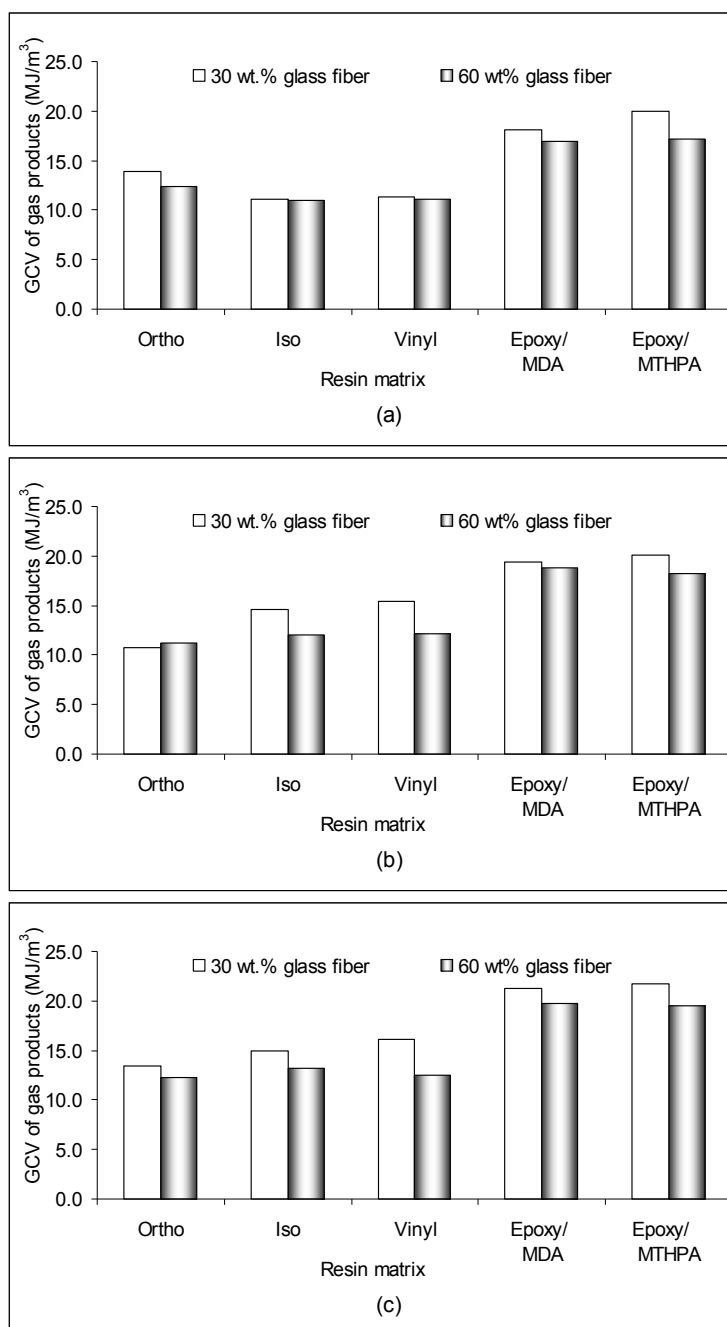 GCV of gas products (MJ/m³)
30 wt.% glass fiber 60 wt% glass fiber
25.0
20.0
15.0
10.0
5.0
0.0
Ortho Iso Vinyl Epoxy/ Epoxy/
MDA MTHPA
Resin matrix
(a)
GCV of gas products (MJ/m³)
30 wt.% glass fiber 60 wt% glass fiber
25.0
20.0
15.0
10.0
5.0
0.0
Ortho Iso Vinyl Epoxy/ Epoxy/
MDA MTHPA
Resin matrix
(b)
GCV of gas products (MJ/m³)
30 wt.% glass fiber 60 wt% glass fiber
25.0
20.0
15.0
10.0
5.0
0.0
Ortho Iso Vinyl Epoxy/ Epoxy/
MDA MTHPA
Resin matrix
(c)